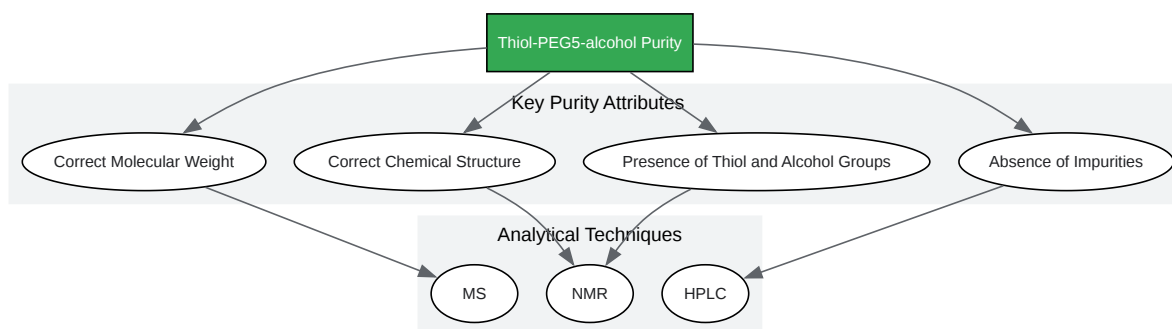 Thiol-PEG5-alcohol Purity
Key Purity Attributes
Correct Molecular Weight
Correct Chemical Structure
Presence of Thiol and Alcohol Groups
Absence of Impurities
Analytical Techniques
MS
NMR
HPLC